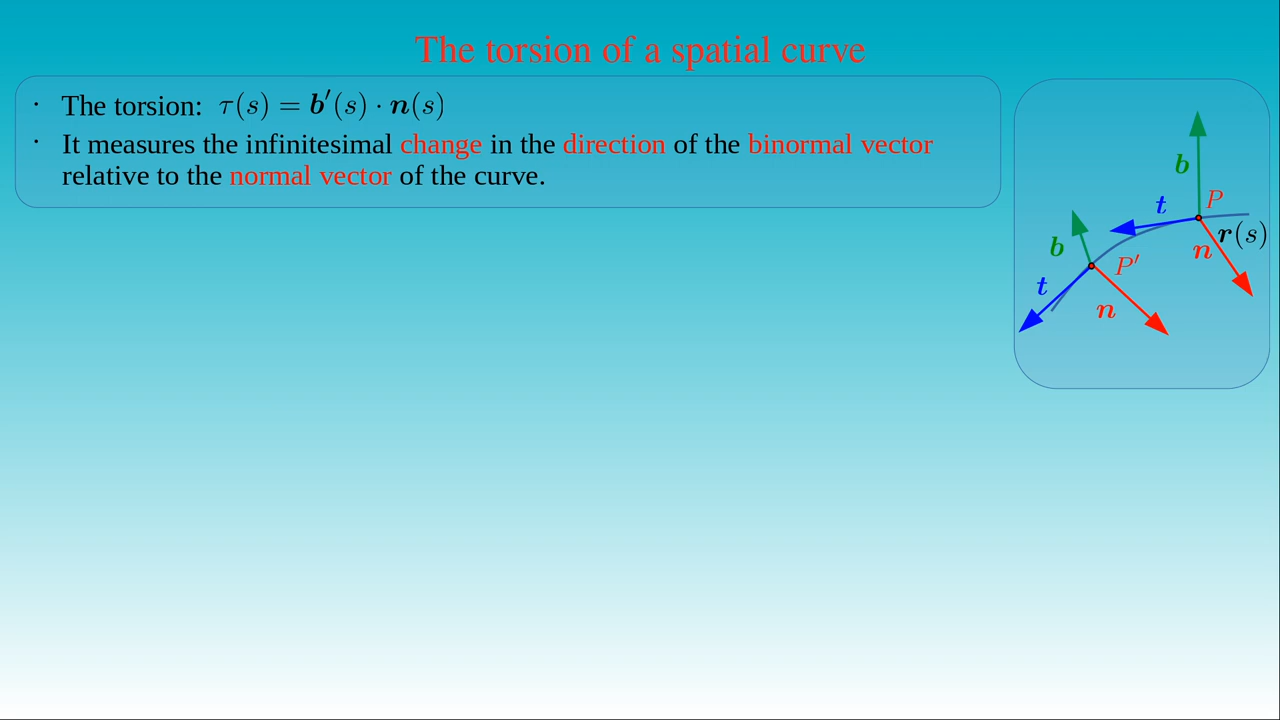 The torsion of a spatial curve
· The torsion: τ(s) = b′(s) · n(s)
· It measures the infinitesimal change in the direction of the binormal vector
relative to the normal vector of the curve.
b
t
P
r(s)
n
b
P′
t
n